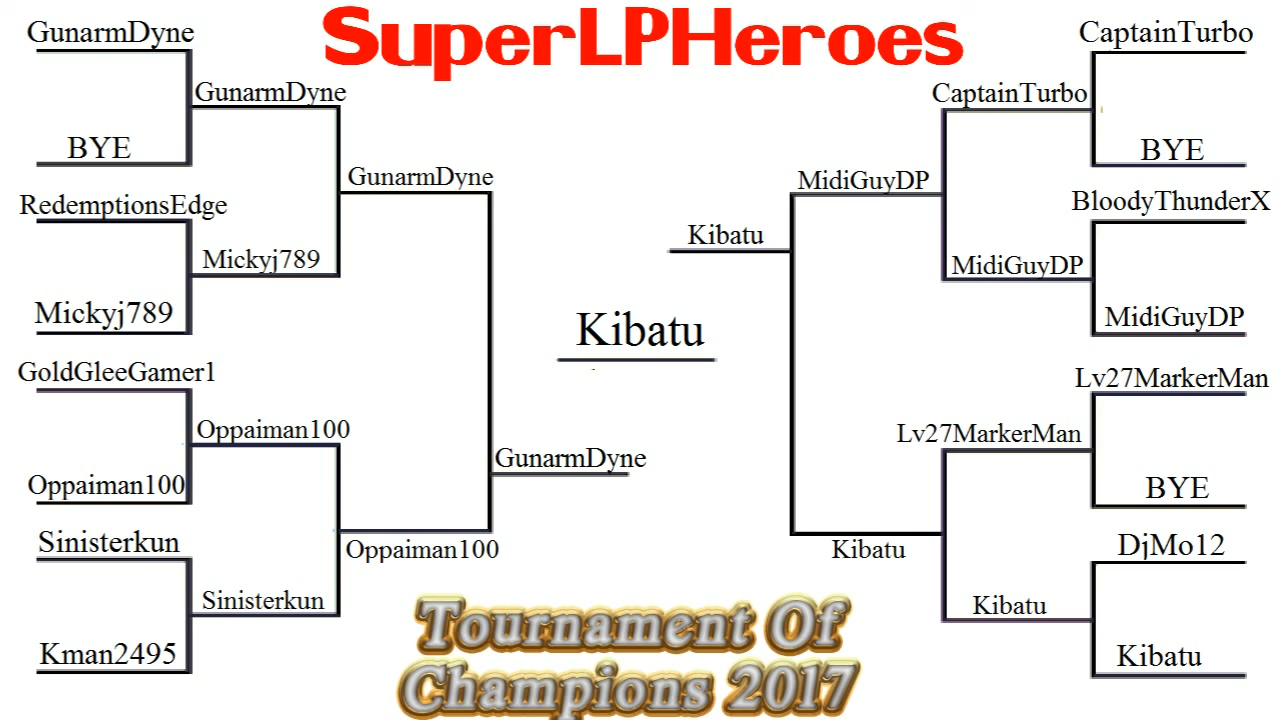 SuperLPHeroes
GunarmDyne
BYE
RedemptionsEdge
Mickyj789
GoldGleeGamer1
Oppaiman100
Sinisterkun
Kman2495
GunarmDyne
Mickyj789
Oppaiman100
Sinisterkun
GunarmDyne
Oppaiman100
GunarmDyne
Kibatu
Kibatu
MidiGuyDP
Kibatu
CaptainTurbo
MidiGuyDP
Lv27MarkerMan
Kibatu
CaptainTurbo
BYE
BloodyThunderX
MidiGuyDP
Lv27MarkerMan
BYE
DjMo12
Kibatu
Tournament Of
Champions 2017